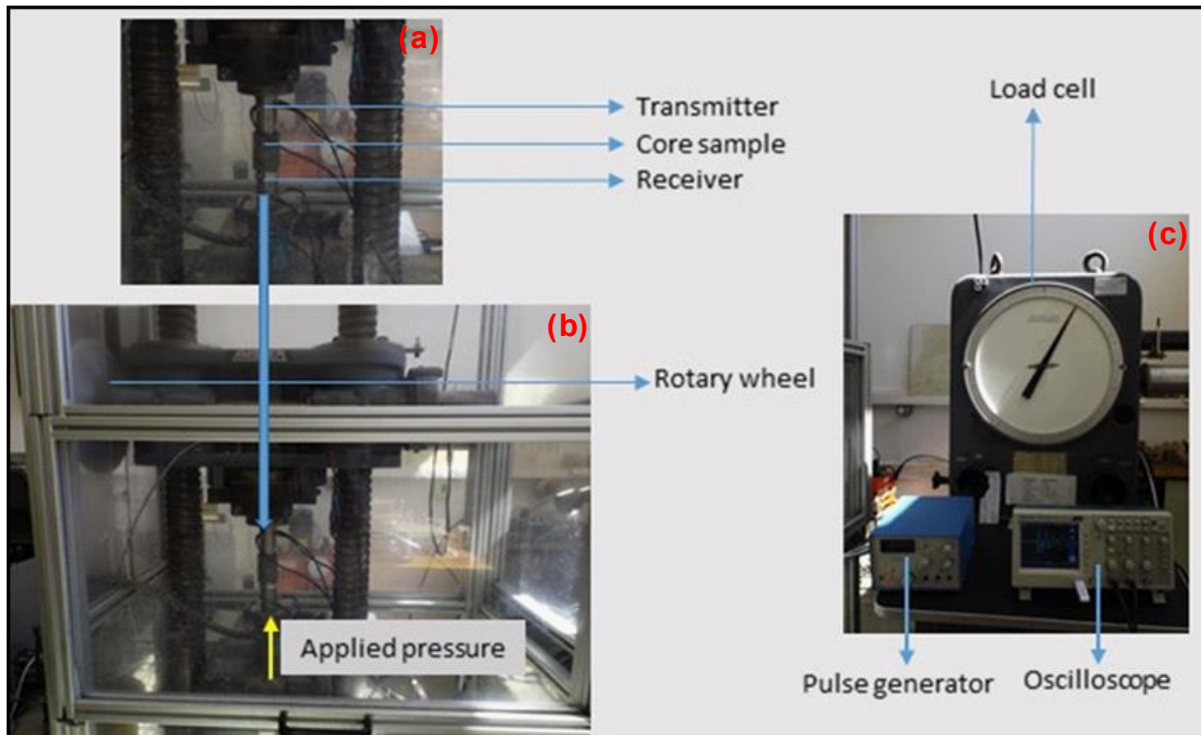 (a)
Transmitter
Core sample
Receiver
Load cell
(b)
Rotary wheel
Applied pressure
(c)
Pulse generator
Oscilloscope